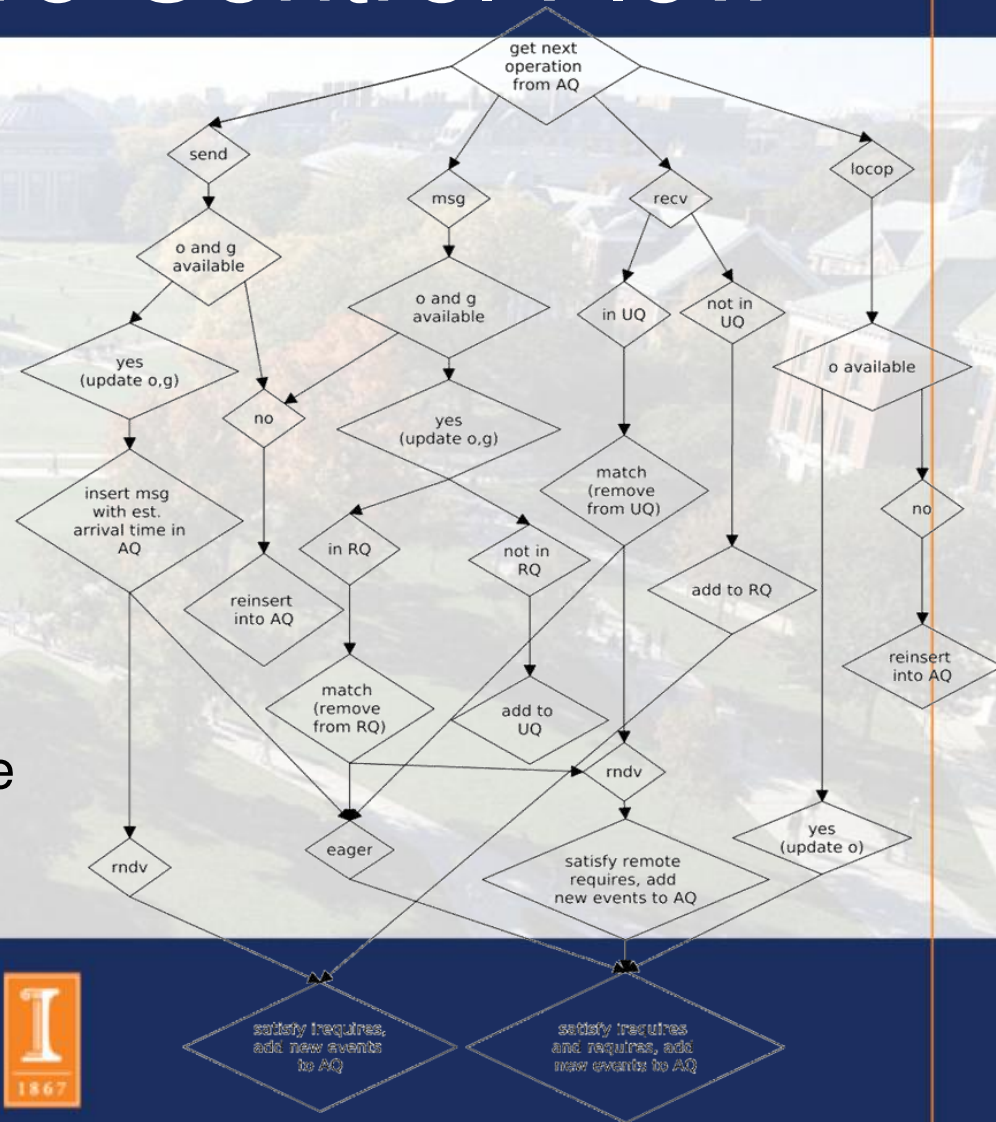 get next
operation
from AQ
send
msg
recv
locop
o and g
available
o and g
available
in UQ
not in
UQ
o available
yes
(update o,g)
no
yes
(update o,g)
match
(remove
from UQ)
no
insert msg
with est.
arrival time in
AQ
in RQ
not in
RQ
add to RQ
reinsert
into AQ
reinsert
into AQ
match
(remove
from RQ)
add to
UQ
e
rndv
yes
(update o)
rndv
eager
satisfy remote
requires, add
new events to AQ
satisfy irequires,
add new events
to AQ
satisfy irequires
and requires, add
new events to AQ
I
1867